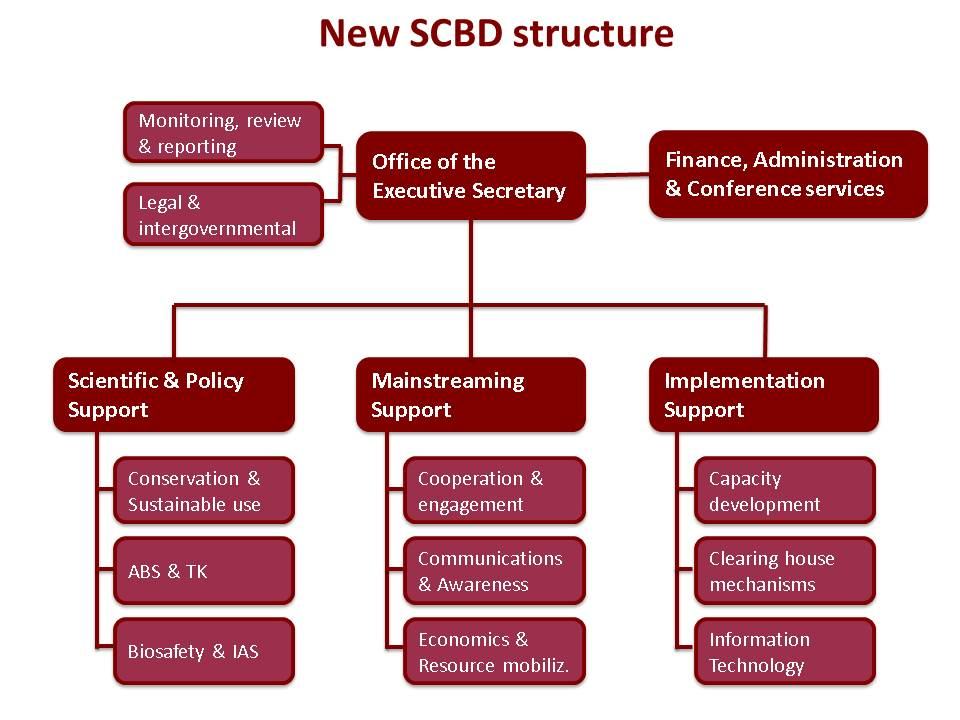 New SCBD structure
Monitoring, review
& reporting
Legal &
intergovernmental
Office of the
Executive Secretary
Finance, Administration
& Conference services
Scientific & Policy
Support
Conservation &
Sustainable use
ABS & TK
Biosafety & IAS
Mainstreaming
Support
Cooperation &
engagement
Communications
& Awareness
Economics &
Resource mobiliz.
Implementation
Support
Capacity
development
Clearing house
mechanisms
Information
Technology